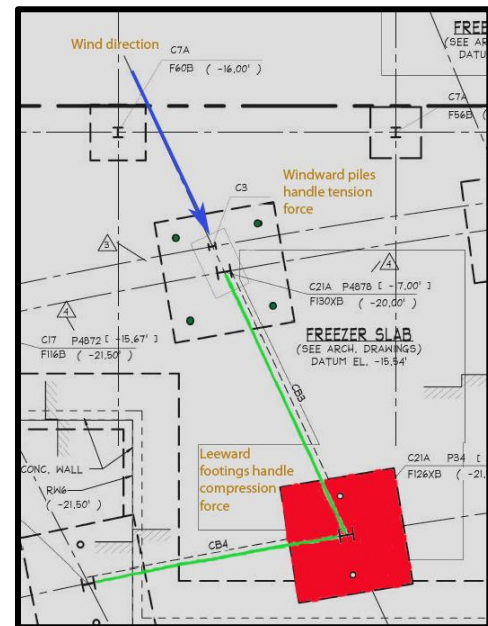 FREE
(SEE AR
DATU
Wind direction
C7A
F60B ( -16,00' )
C7A
F56B ( -21,
Windward piles
handle tension
force
C3
3
4
C21A P4878 [ -17,00' ]
F130XB ( -20,00' )
4
C17 P4872 [ -15,67' ]
F116B ( -21,50' )
FREEZER SLAB
(SEE ARCH, DRAWINGS)
DATUM EL. -15,54'
CB3
CONC, WALL
RW6
( -21,50' )
Leeward
footings handle
compression
force
C21A P34 [
F126XB ( -21,
CB4